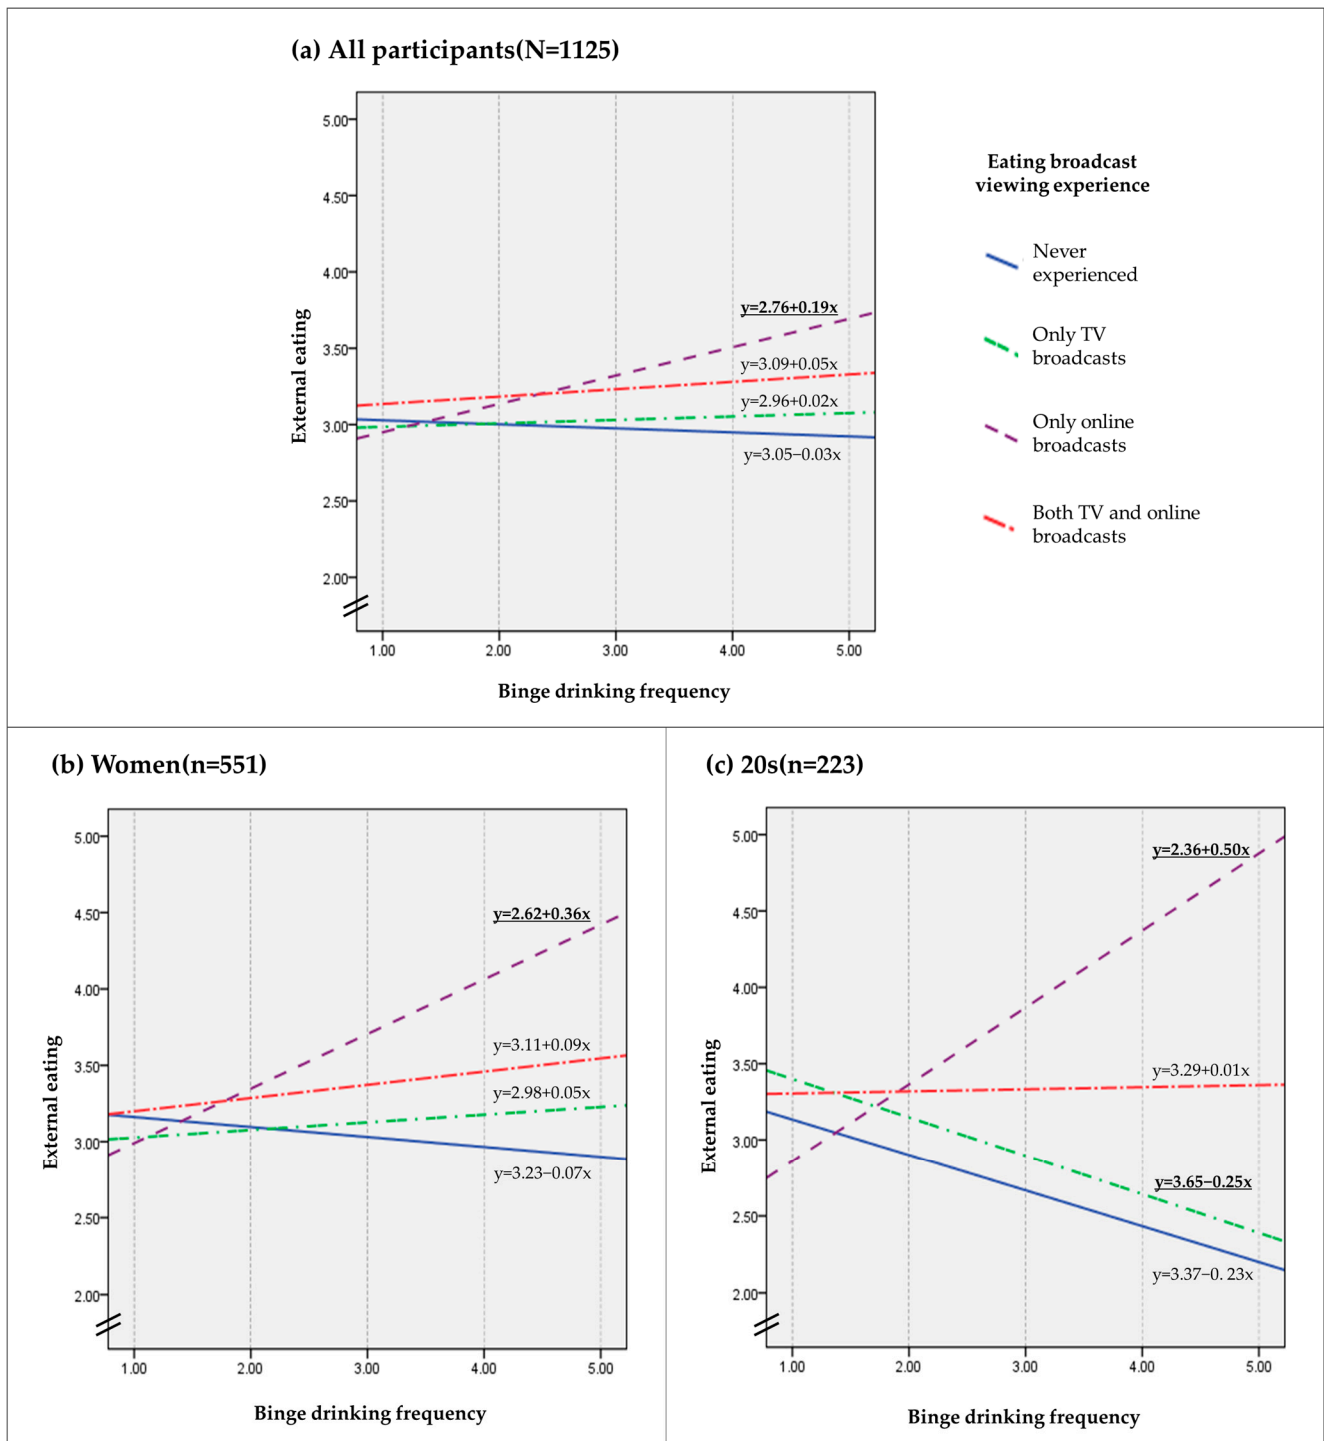 (a) All participants(N=1125)
5.00
4.50
4.00
3.50
3.00
2.50
2.00
External eating
y=2.76+0.19x
y=3.09+0.05x
y=2.96+0.02x
y=3.05−0.03x
1.00 2.00 3.00 4.00 5.00
Binge drinking frequency
Eating broadcast
viewing experience
Never
experienced
Only TV
broadcasts
Only online
broadcasts
Both TV and online
broadcasts
(b) Women(n=551)
5.00
4.50
4.00
3.50
3.00
2.50
2.00
External eating
y=2.62+0.36x
y=3.11+0.09x
y=2.98+0.05x
y=3.23−0.07x
1.00 2.00 3.00 4.00 5.00
Binge drinking frequency
(c) 20s(n=223)
5.00
4.50
4.00
3.50
3.00
2.50
2.00
External eating
y=2.36+0.50x
y=3.29+0.01x
y=3.65−0.25x
y=3.37−0. 23x
1.00 2.00 3.00 4.00 5.00
Binge drinking frequency